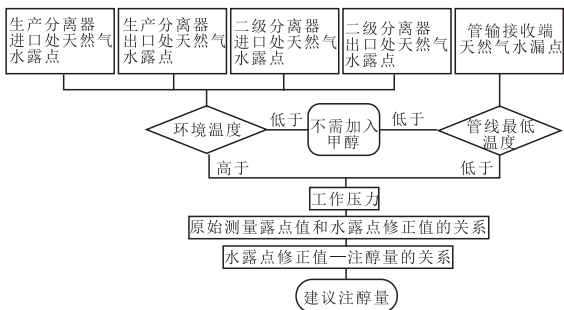 生产分离器
进口处天然气
水露点
生产分离器
出口处天然气
水露点
二级分离器
进口处天然气
水露点
二级分离器
出口处天然气
水露点
管输接收端
天然气水漏点
环境温度
低于
不需加入
甲醇
低于
管线最低
温度
高于
低于
工作压力
原始测量露点值和水露点修正值的关系
水露点修正值—注醇量的关系
建议注醇量